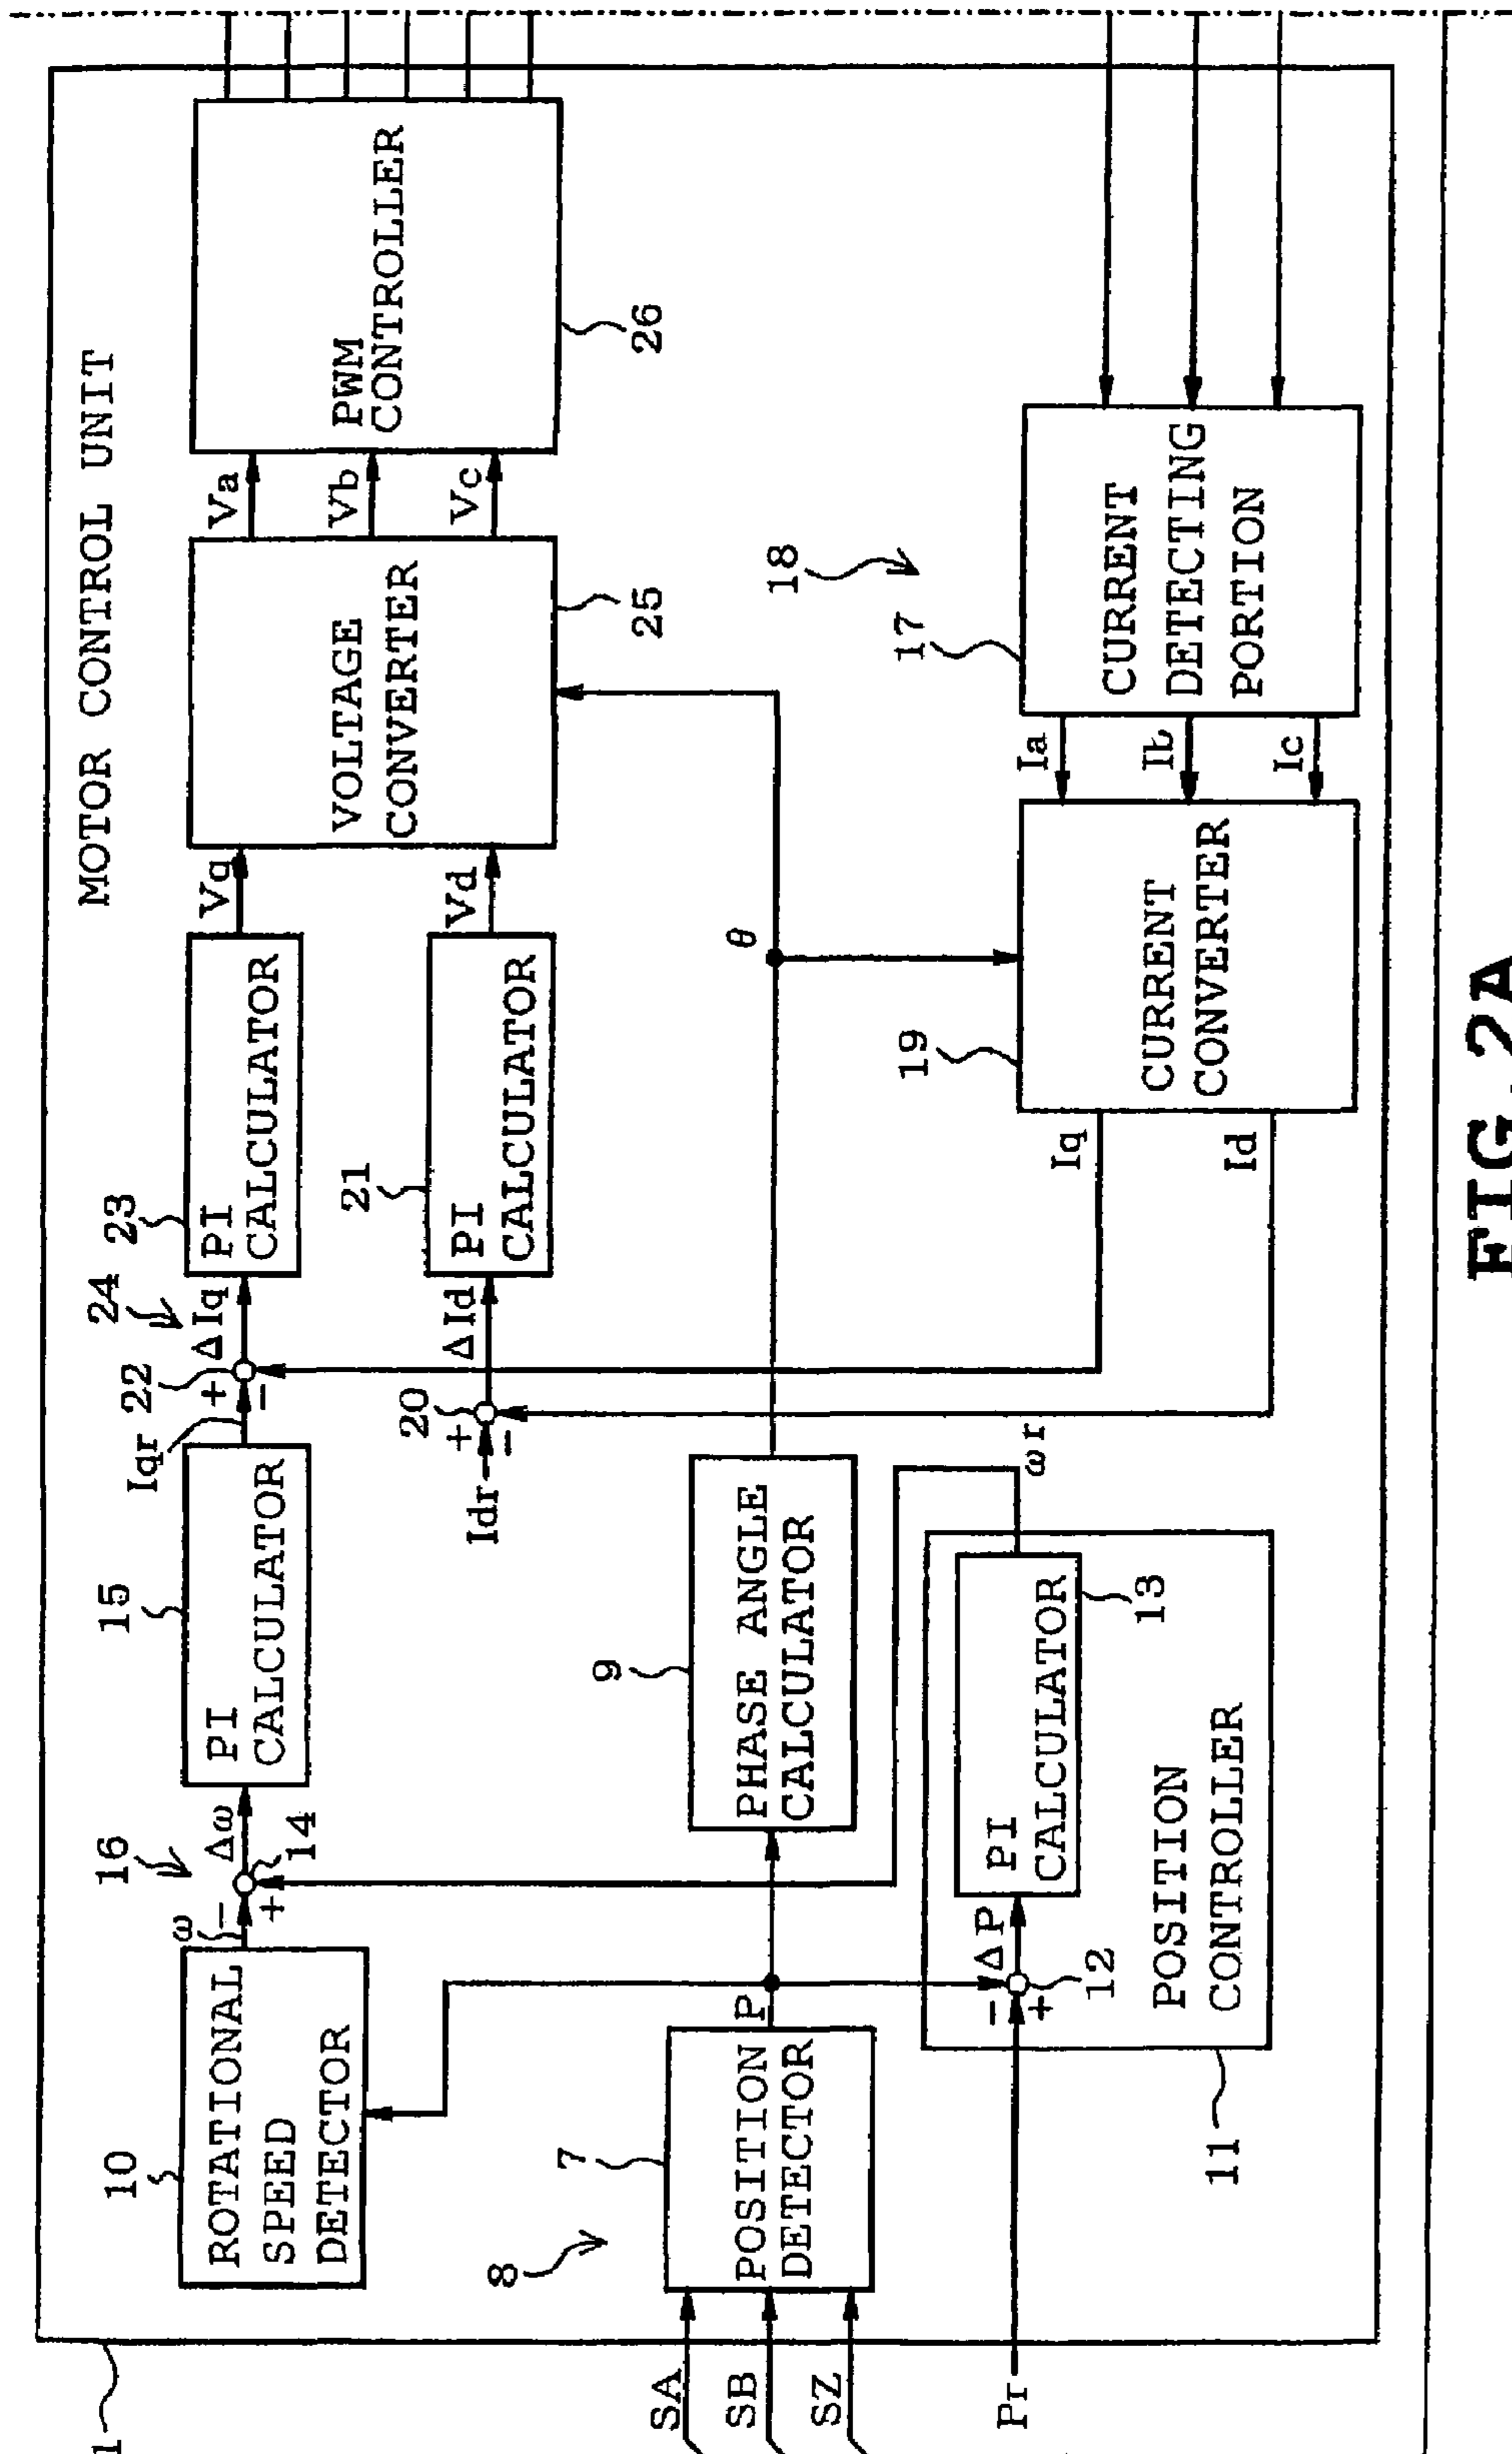 MOTOR CONTROL UNIT
1
10
ROTATIONAL
SPEED
DETECTOR
ω
−
+
16
Δω
14
15
PI
CALCULATOR
Iqr
22
+
−
24
ΔIq
23
PI
CALCULATOR
Vq
VOLTAGE
CONVERTER
25
Va
Vb
Vc
PWM
CONTROLLER
26
Idr
20
+
−
ΔId
21
PI
CALCULATOR
Vd
8
7
SA
SB
SZ
POSITION
DETECTOR
P
9
PHASE ANGLE
CALCULATOR
θ
Pr
−
+
12
ΔP
PI
CALCULATOR
13
ωr
POSITION
CONTROLLER
11
19
CURRENT
CONVERTER
Iq
Id
Ia
Ib
Ic
17
18
CURRENT
DETECTING
PORTION
FIG.2A